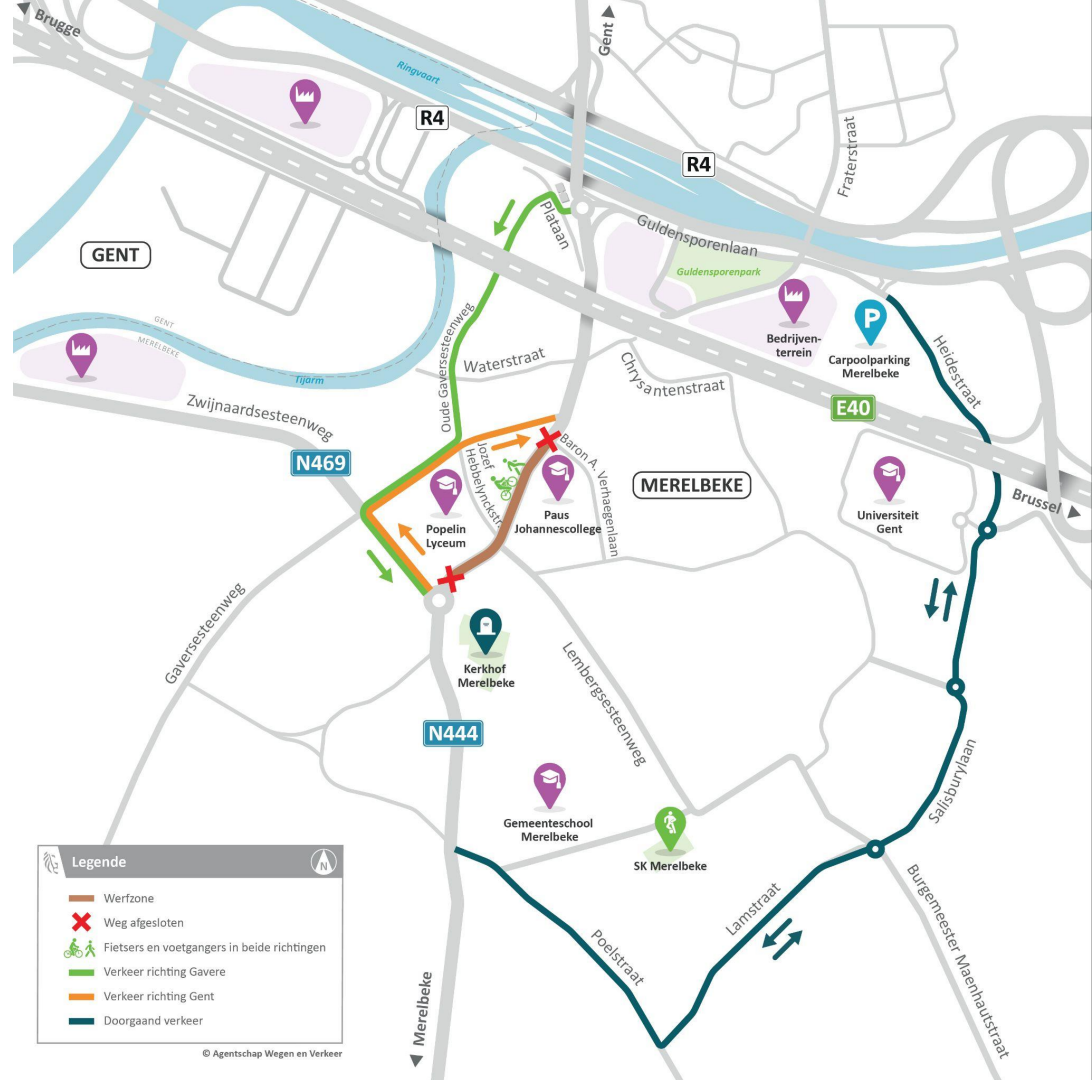 Brugge
Gent
Ringvaart
R4
R4
Fraterstraat
Plataan
Guldensporenlaan
GENT
Guldensporenpark
GENT
MERELBEKE
Tijarm
Oude Gaversesteenweg
Waterstraat
Bedrijven-
terrein
Carpoolparking
Merelbeke
Heidestraat
Chrysantenstraat
E40
Zwijnaardsesteenweg
N469
Jozef
Hebbelynckstr.
Baron A. Verhaegenlaan
MERELBEKE
Brussel
Popelin
Lyceum
Paus
Johannescollege
Universiteit
Gent
Gaversesteenweg
Kerkhof
Merelbeke
Lembergsesteenweg
N444
Salisburylaan
Gemeenteschool
Merelbeke
SK Merelbeke
Lamstraat
Burgemeester Maenhautstraat
Poelstraat
Merelbeke
Legende
N
Werfzone
Weg afgesloten
Fietsers en voetgangers in beide richtingen
Verkeer richting Gavere
Verkeer richting Gent
Doorgaand verkeer
© Agentschap Wegen en Verkeer